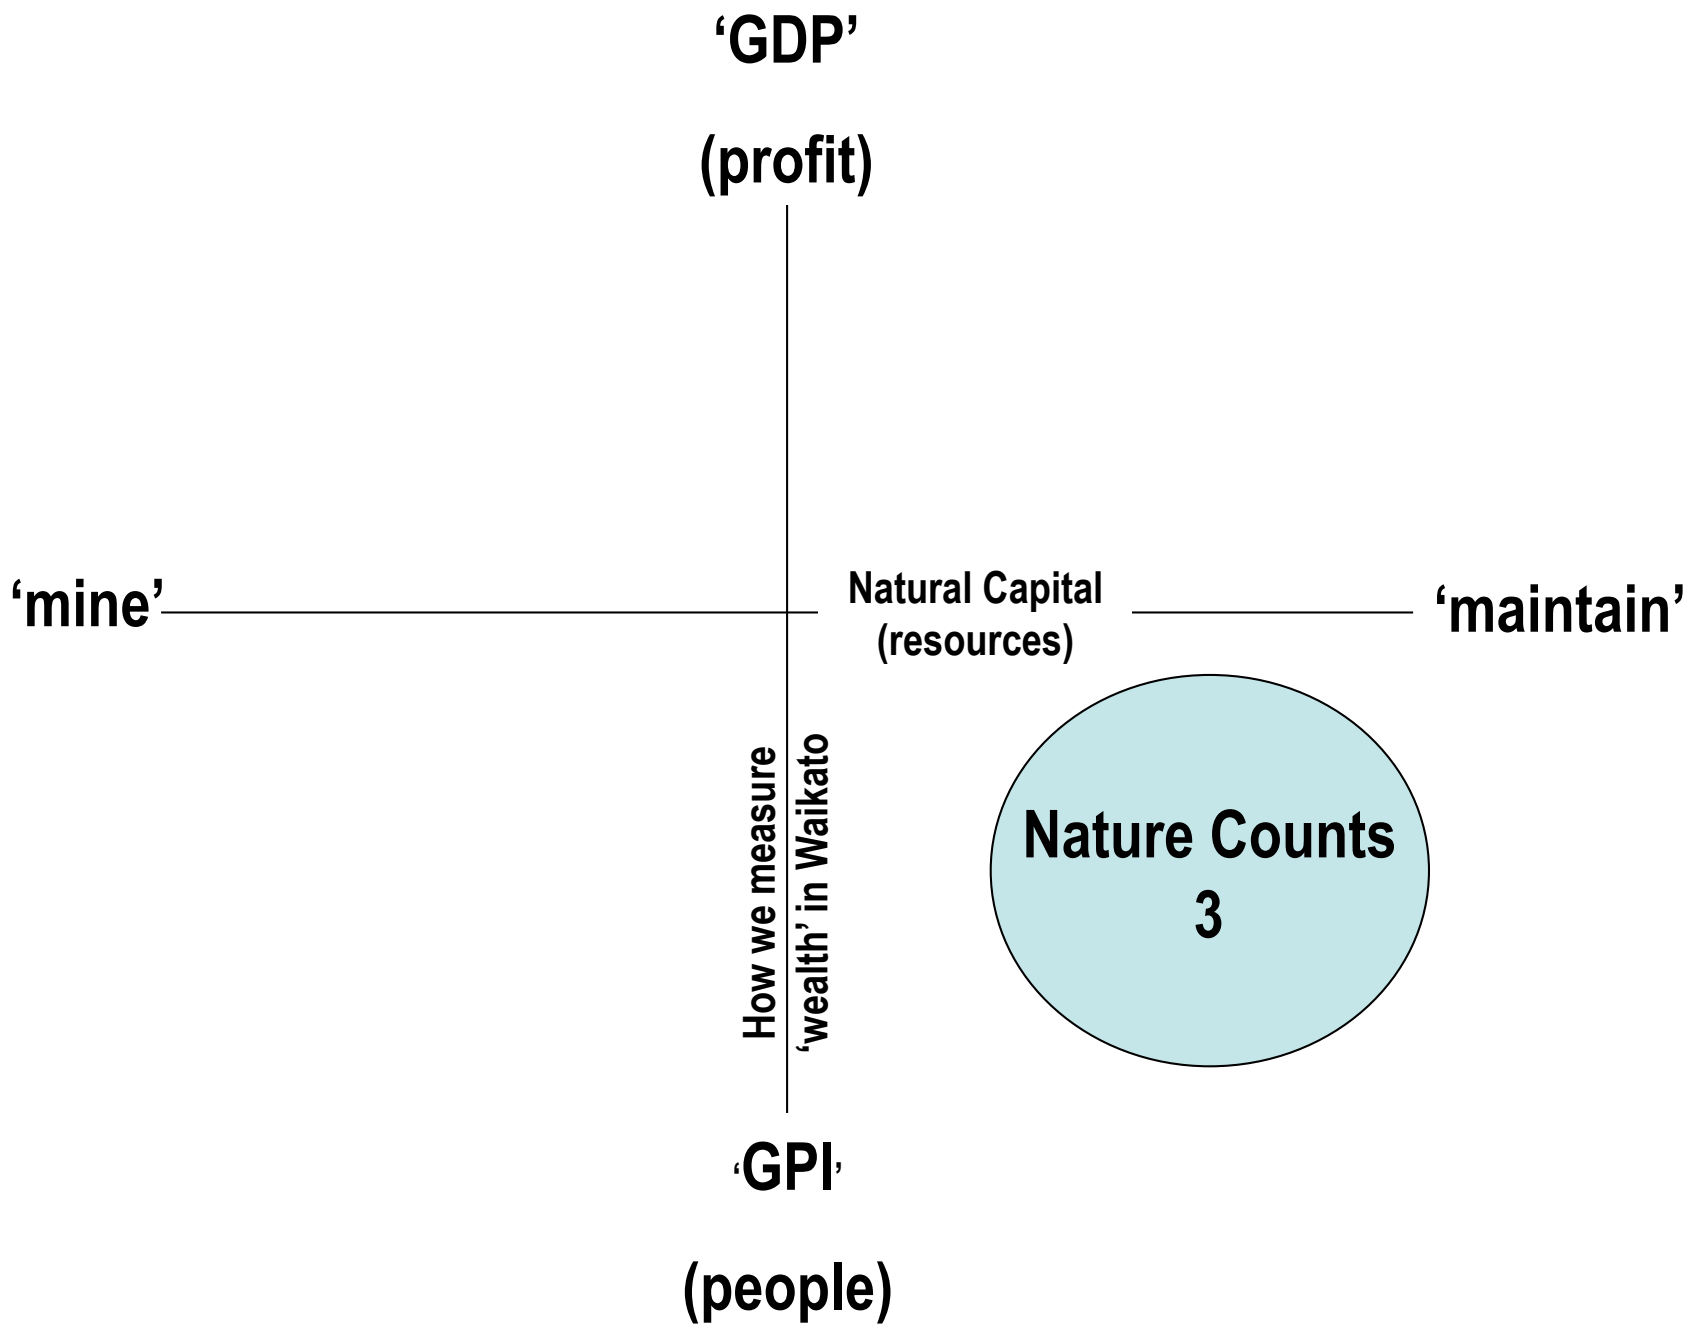 ‘GDP’
(profit)
‘mine’
Natural Capital
(resources)
‘maintain’
How we measure
‘wealth’ in Waikato
Nature Counts
3
‘GPI’
(people)